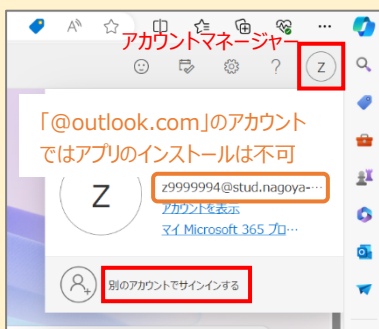 アカウントマネージャー
Z
「@outlook.com」のアカウント
ではアプリのインストールは不可
Z
z9999994@stud.nagoya-…
アカウントを表示
マイ Microsoft 365 プロ…
別のアカウントでサインインする